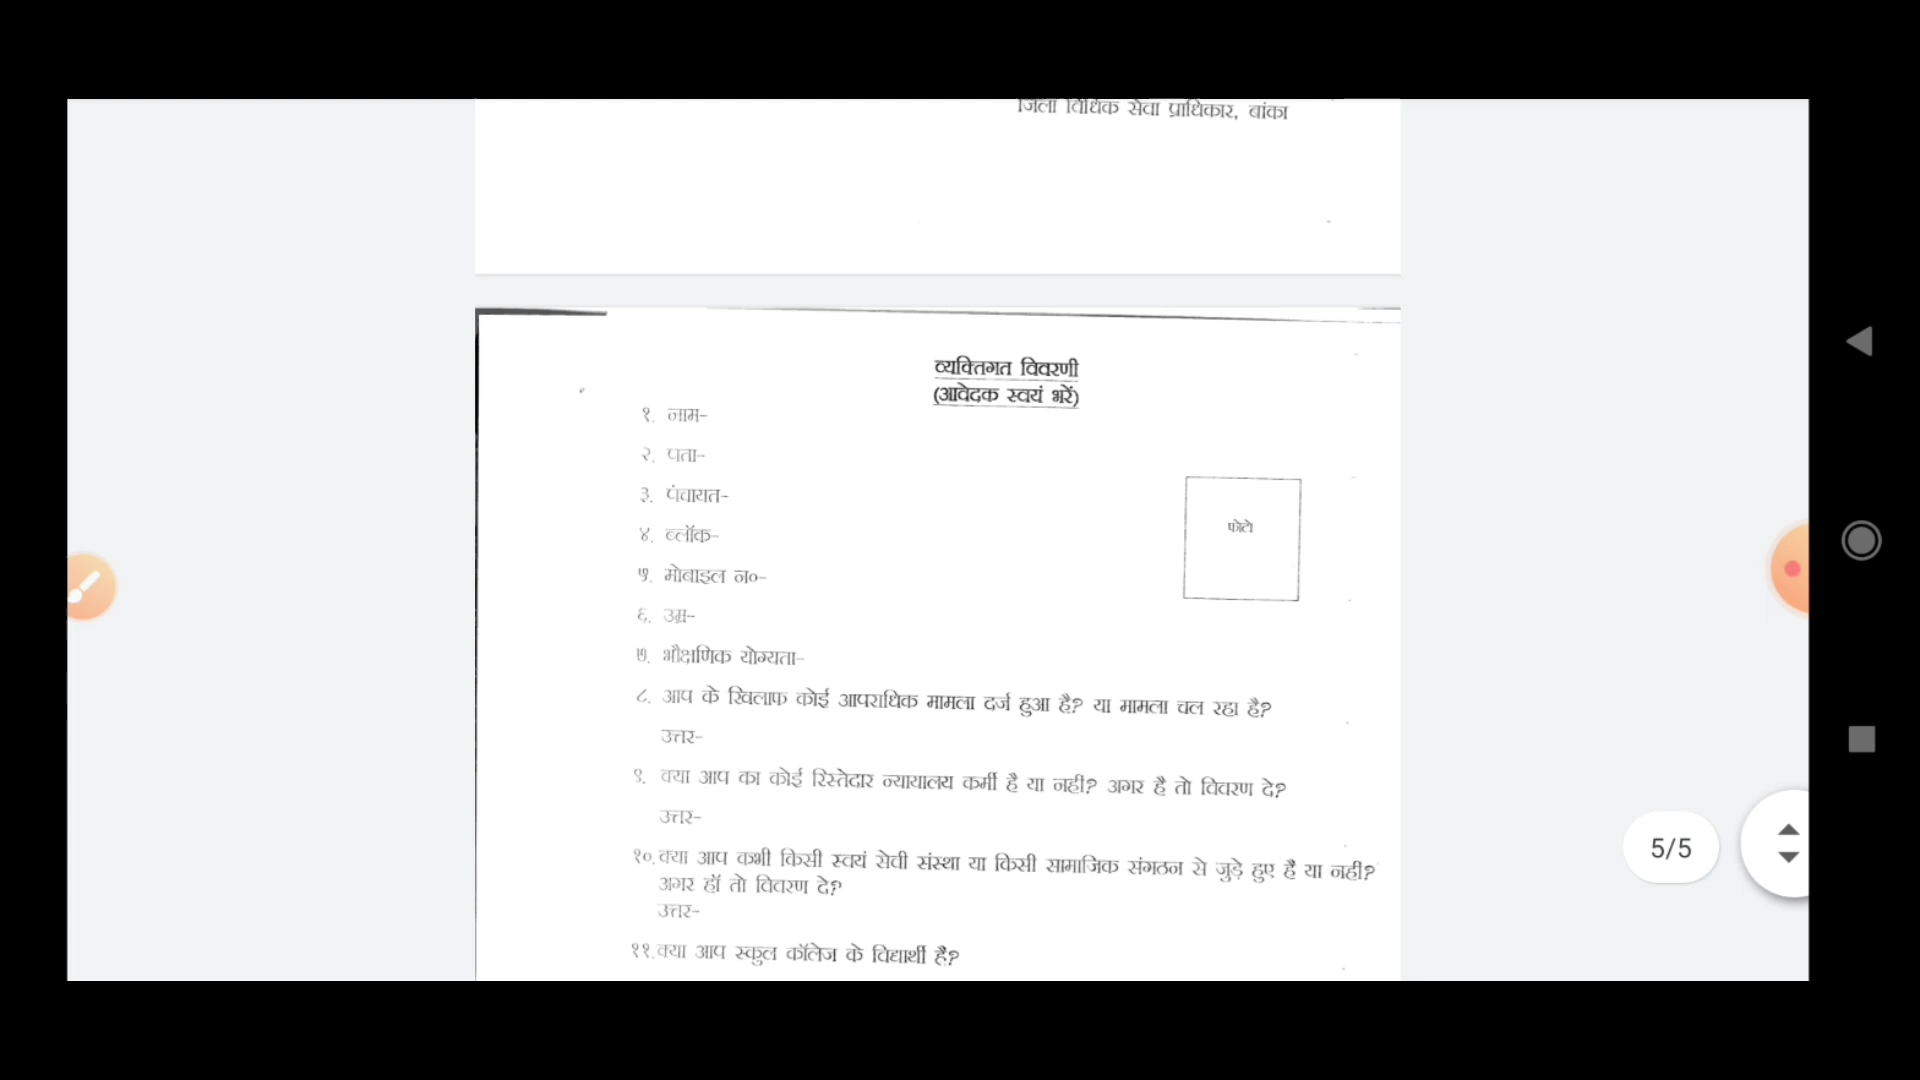 जिला विधिक सेवा प्राधिकार, बांका
व्यक्तिगत विवरणी
(आवेदक स्वयं भरें)
१. नाम-
२. पता-
३. पंचायत-
फोटो
४. ब्लॉक-
५. मोबाइल न०-
६. उम्र-
७. भौक्षणिक योग्यता-
८. आप के खिलाफ कोई आपराधिक मामला दर्ज हुआ है? या मामला चल रहा है?
उत्तर-
९. क्या आप का कोई रिस्तेदार न्यायालय कर्मी है या नहीं? अगर है तो विवरण दे?
उत्तर-
१०. क्या आप कभी किसी स्वयं सेवी संस्था या किसी सामाजिक संगठन से जुड़े हुए हैं या नहीं?
अगर हॉ तो विवरण दे?
उत्तर-
११. क्या आप स्कुल कॉलेज के विद्यार्थी हैं?
5/5